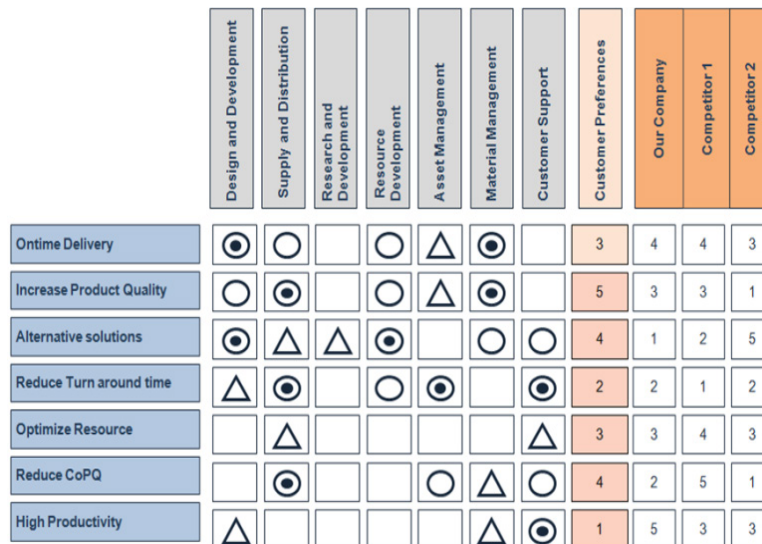 Design and Development
Supply and Distribution
Research and
Development
Resource
Development
Asset Management
Material Management
Customer Support
Customer Preferences
Our Company
Competitor 1
Competitor 2
Ontime Delivery 3 4 4 3
Increase Product Quality 5 3 3 1
Alternative solutions 4 1 2 5
Reduce Turn around time 2 2 1 2
Optimize Resource 3 3 4 3
Reduce CoPQ 4 2 5 1
High Productivity 1 5 3 3